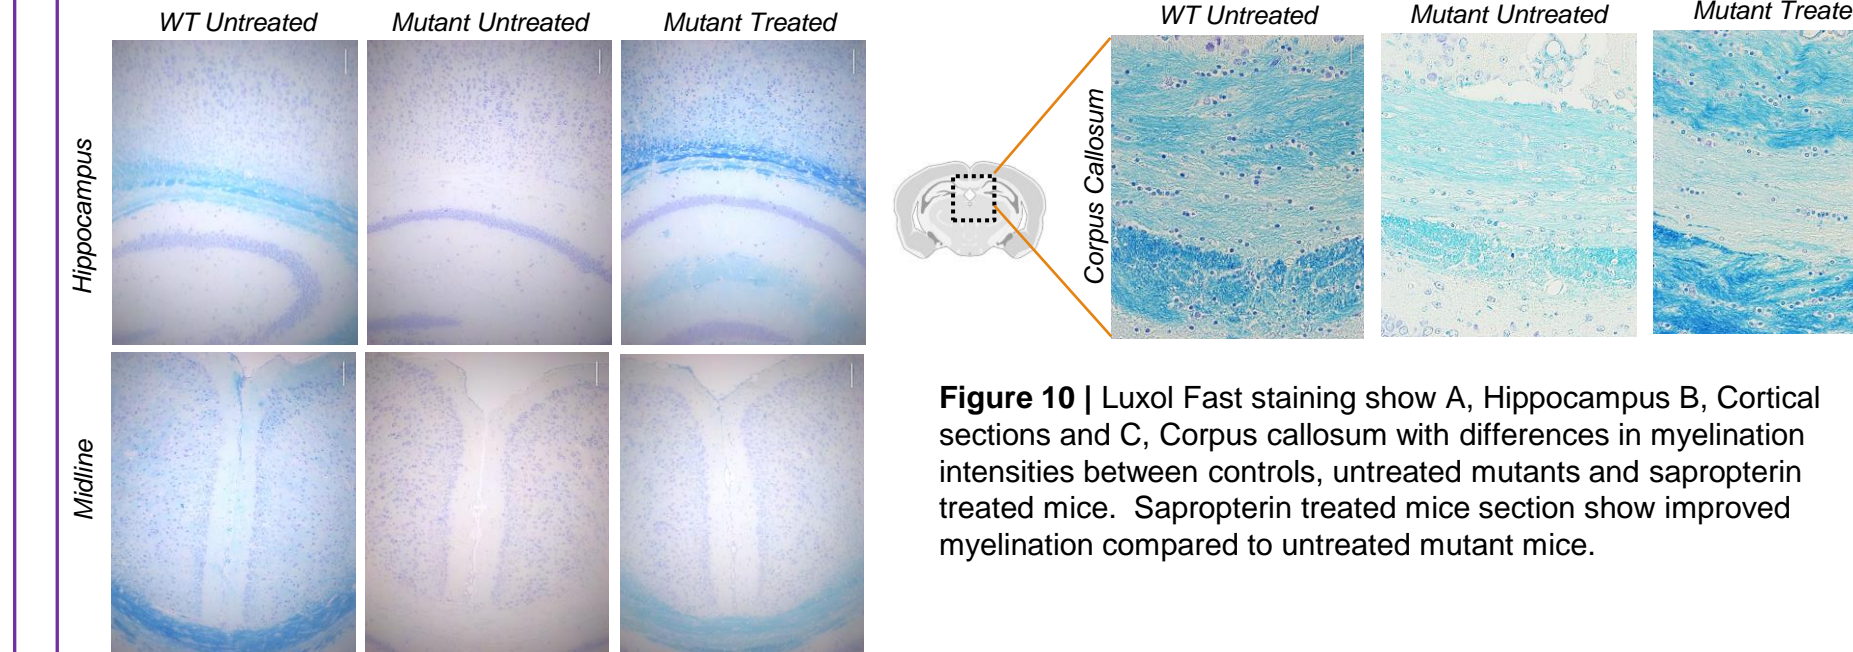 WT Untreated
Mutant Untreated
Mutant Treated
Hippocampus
Midline
WT Untreated
Mutant Untreated
Mutant Treate
Corpus Callosum
Figure 10 | Luxol Fast staining show A, Hippocampus B, Cortical
sections and C, Corpus callosum with differences in myelination
intensities between controls, untreated mutants and sapropterin
treated mice.  Sapropterin treated mice section show improved
myelination compared to untreated mutant mice.